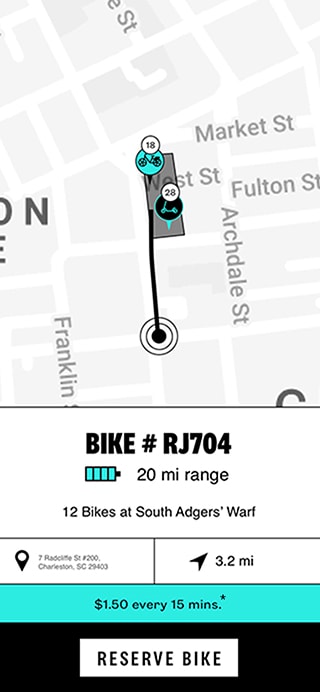 e St
18
Market St
West St
28
Fulton St
ON
E
Archdale St
Franklin S
C
BIKE # RJ704
20 mi range
12 Bikes at South Adgers' Warf
7 Radcliffe St #200,
Charleston, SC 29403
3.2 mi
$1.50 every 15 mins.*
RESERVE BIKE